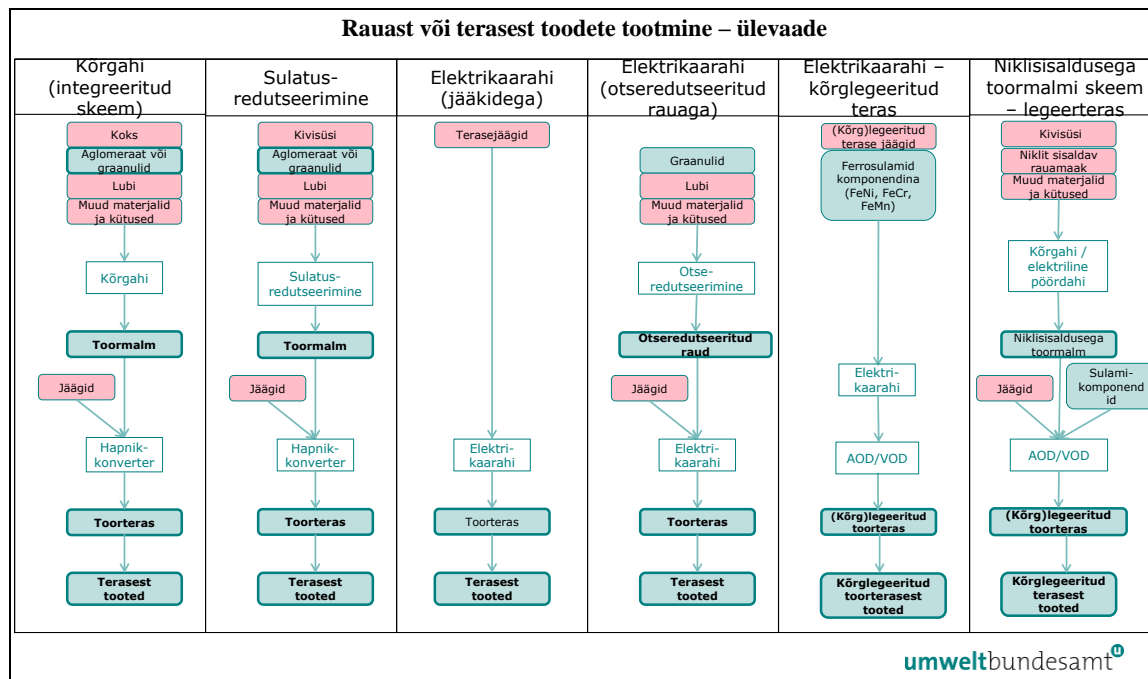 Rauast või terasest toodete tootmine – ülevaade
Kõrgahi
(integreeritud
skeem)
Koks
Aglomeraat või
graanulid
Lubi
Muud materjalid
ja kütused
Kõrgahi
Toormalm
Jäägid
Hapnik-
konverter
Toorteras
Terasest
tooted
Sulatus-
redutseerimine
Kivisüsi
Aglomeraat või
graanulid
Lubi
Muud materjalid
ja kütused
Sulatus-
redutseerimine
Toormalm
Jäägid
Hapnik-
konverter
Toorteras
Terasest
tooted
Elektrikaarahi
(jääkidega)
Terasejäägid
Elektri-
kaarahi
Toorteras
Terasest
tooted
Elektrikaarahi
(otseredutseeritud
rauaga)
Graanulid
Lubi
Muud materjalid
ja kütused
Otse-
redutseerimine
Otseredutseeritud
raud
Jäägid
Elektri-
kaarahi
Toorteras
Terasest
tooted
Elektrikaarahi –
kõrglegeeritud
teras
(Kõrg)legeeritud
terase jäägid
Ferrosulamid
komponendina
(FeNi, FeCr,
FeMn)
Elektri-
kaarahi
AOD/VOD
(Kõrg)legeeritud
toorteras
Kõrglegeeritud
toorterasest
tooted
Niklisisaldusega
toormalmi skeem
– legeerteras
Kivisüsi
Niklit sisaldav
rauamaak
Muud materjalid
ja kütused
Kõrgahi /
elektriline
pöördahi
Niklisisaldusega
toormalm
Jäägid
Sulami-
komponend
id
AOD/VOD
(Kõrg)legeeritud
toorteras
Kõrglegeeritud
terasest
tooted
umweltbundesamt u